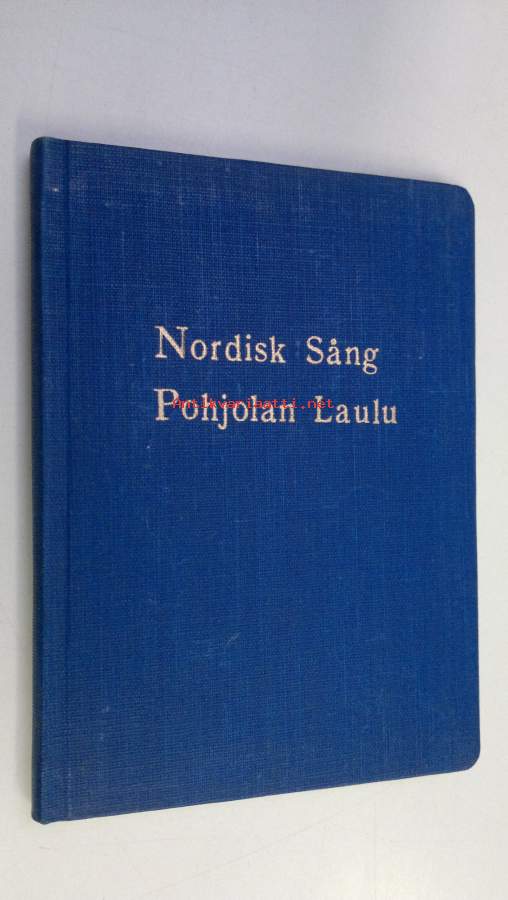 Nordisk Sång
Antikvariaatti.net
Pohjolan Laulu